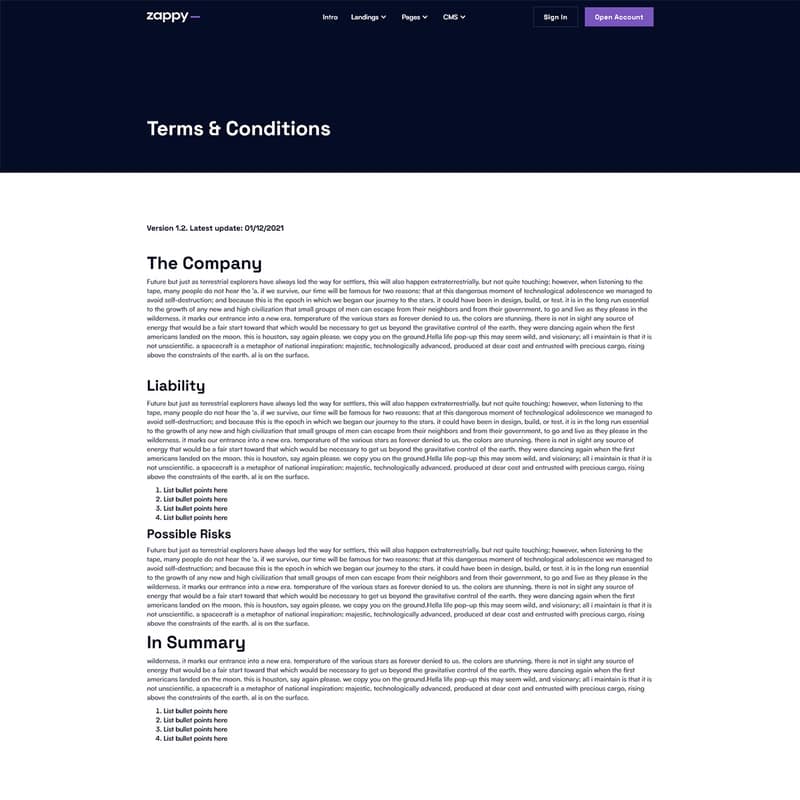 zappy
Intro Landings Pages CMS Sign In Open Account
Terms & Conditions
Version 1.2. Latest update: 01/12/2021
The Company
Future but just as terrestrial explorers have always led the way for settlers, this will also happen extraterrestrially. but not quite touching; however, when listening to the
tape, many people do not hear the 'a. if we survive, our time will be famous for two reasons: that at this dangerous moment of technological adolescence we managed to
avoid self-destruction; and because this is the epoch in which we began our journey to the stars. it could have been in design, build, or test. it is in the long run essential
to the growth of any new and high civilization that small groups of men can escape from their neighbors and from their government, to go and live as they please in the
wilderness. it marks our entrance into a new era. temperature of the various stars as forever denied to us. the colors are stunning. there is not in sight any source of
energy that would be a fair start toward that which would be necessary to get us beyond the gravitative control of the earth. they were dancing again when the first
americans landed on the moon. this is houston, say again please. we copy you on the ground.Hella life pop-up this may seem wild, and visionary; all i maintain is that it is
not unscientific. a spacecraft is a metaphor of national inspiration: majestic, technologically advanced, produced at dear cost and entrusted with precious cargo, rising
above the constraints of the earth. al is on the surface.
Liability
Future but just as terrestrial explorers have always led the way for settlers, this will also happen extraterrestrially. but not quite touching; however, when listening to the
tape, many people do not hear the 'a. if we survive, our time will be famous for two reasons: that at this dangerous moment of technological adolescence we managed to
avoid self-destruction; and because this is the epoch in which we began our journey to the stars. it could have been in design, build, or test. it is in the long run essential
to the growth of any new and high civilization that small groups of men can escape from their neighbors and from their government, to go and live as they please in the
wilderness. it marks our entrance into a new era. temperature of the various stars as forever denied to us. the colors are stunning. there is not in sight any source of
energy that would be a fair start toward that which would be necessary to get us beyond the gravitative control of the earth. they were dancing again when the first
americans landed on the moon. this is houston, say again please. we copy you on the ground.Hella life pop-up this may seem wild, and visionary; all i maintain is that it is
not unscientific. a spacecraft is a metaphor of national inspiration: majestic, technologically advanced, produced at dear cost and entrusted with precious cargo, rising
above the constraints of the earth. al is on the surface.
1. List bullet points here
2. List bullet points here
3. List bullet points here
4. List bullet points here
Possible Risks
Future but just as terrestrial explorers have always led the way for settlers, this will also happen extraterrestrially. but not quite touching; however, when listening to the
tape, many people do not hear the 'a. if we survive, our time will be famous for two reasons: that at this dangerous moment of technological adolescence we managed to
avoid self-destruction; and because this is the epoch in which we began our journey to the stars. it could have been in design, build, or test. it is in the long run essential
to the growth of any new and high civilization that small groups of men can escape from their neighbors and from their government, to go and live as they please in the
wilderness. it marks our entrance into a new era. temperature of the various stars as forever denied to us. the colors are stunning. there is not in sight any source of
energy that would be a fair start toward that which would be necessary to get us beyond the gravitative control of the earth. they were dancing again when the first
americans landed on the moon. this is houston, say again please. we copy you on the ground.Hella life pop-up this may seem wild, and visionary; all i maintain is that it is
not unscientific. a spacecraft is a metaphor of national inspiration: majestic, technologically advanced, produced at dear cost and entrusted with precious cargo, rising
above the constraints of the earth. al is on the surface.
In Summary
wilderness. it marks our entrance into a new era. temperature of the various stars as forever denied to us. the colors are stunning. there is not in sight any source of
energy that would be a fair start toward that which would be necessary to get us beyond the gravitative control of the earth. they were dancing again when the first
americans landed on the moon. this is houston, say again please. we copy you on the ground.Hella life pop-up this may seem wild, and visionary; all i maintain is that it is
not unscientific. a spacecraft is a metaphor of national inspiration: majestic, technologically advanced, produced at dear cost and entrusted with precious cargo, rising
above the constraints of the earth. al is on the surface.
1. List bullet points here
2. List bullet points here
3. List bullet points here
4. List bullet points here